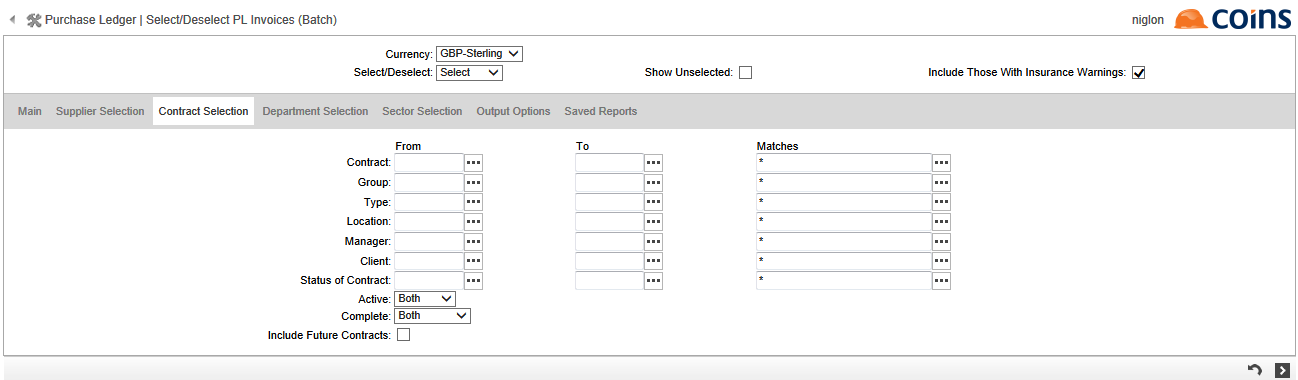 Purchase Ledger | Select/Deselect PL Invoices (Batch) niglon coins
Currency: GBP-Sterling
Select/Deselect: Select Show Unselected: Include Those With Insurance Warnings:
Main Supplier Selection Contract Selection Department Selection Sector Selection Output Options Saved Reports
From To Matches
Contract: *
Group: *
Type: *
Location: *
Manager: *
Client: *
Status of Contract: *
Active: Both
Complete: Both
Include Future Contracts: